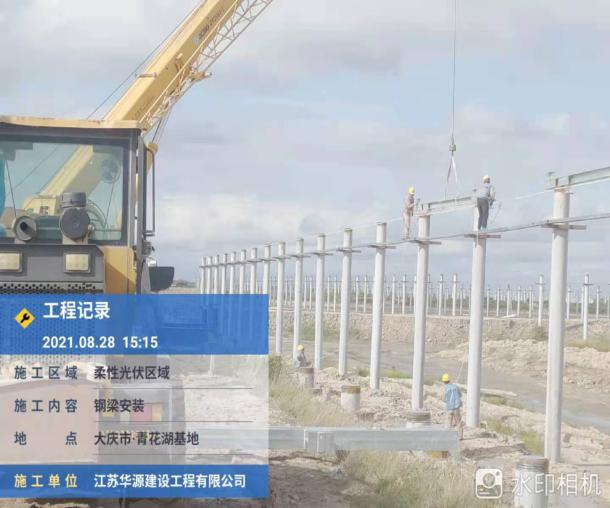 工程记录
2021.08.28 15:15
施工区域 柔性光伏区域
施工内容 钢梁安装
地 点 大庆市·青花湖基地
施工单位 江苏华源建设工程有限公司
水印相机